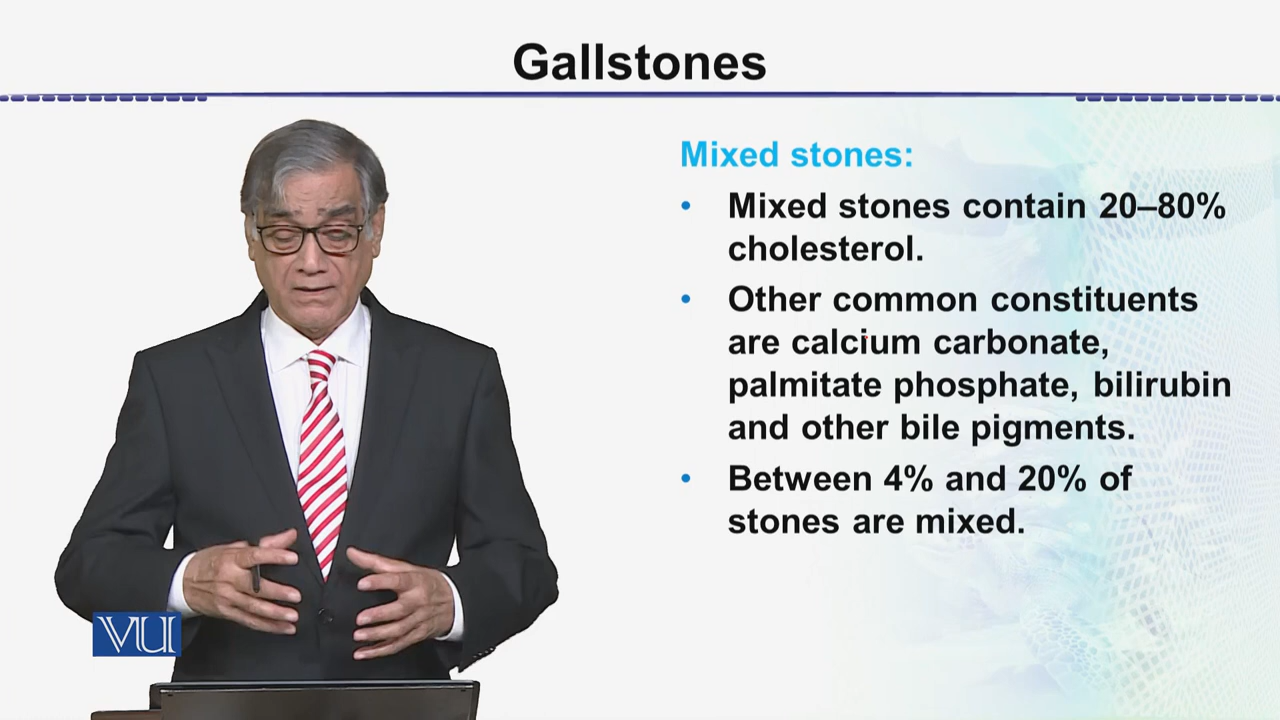 Gallstones
Mixed stones:
• Mixed stones contain 20–80%
cholesterol.
• Other common constituents
are calcium carbonate,
palmitate phosphate, bilirubin
and other bile pigments.
• Between 4% and 20% of
stones are mixed.
VU